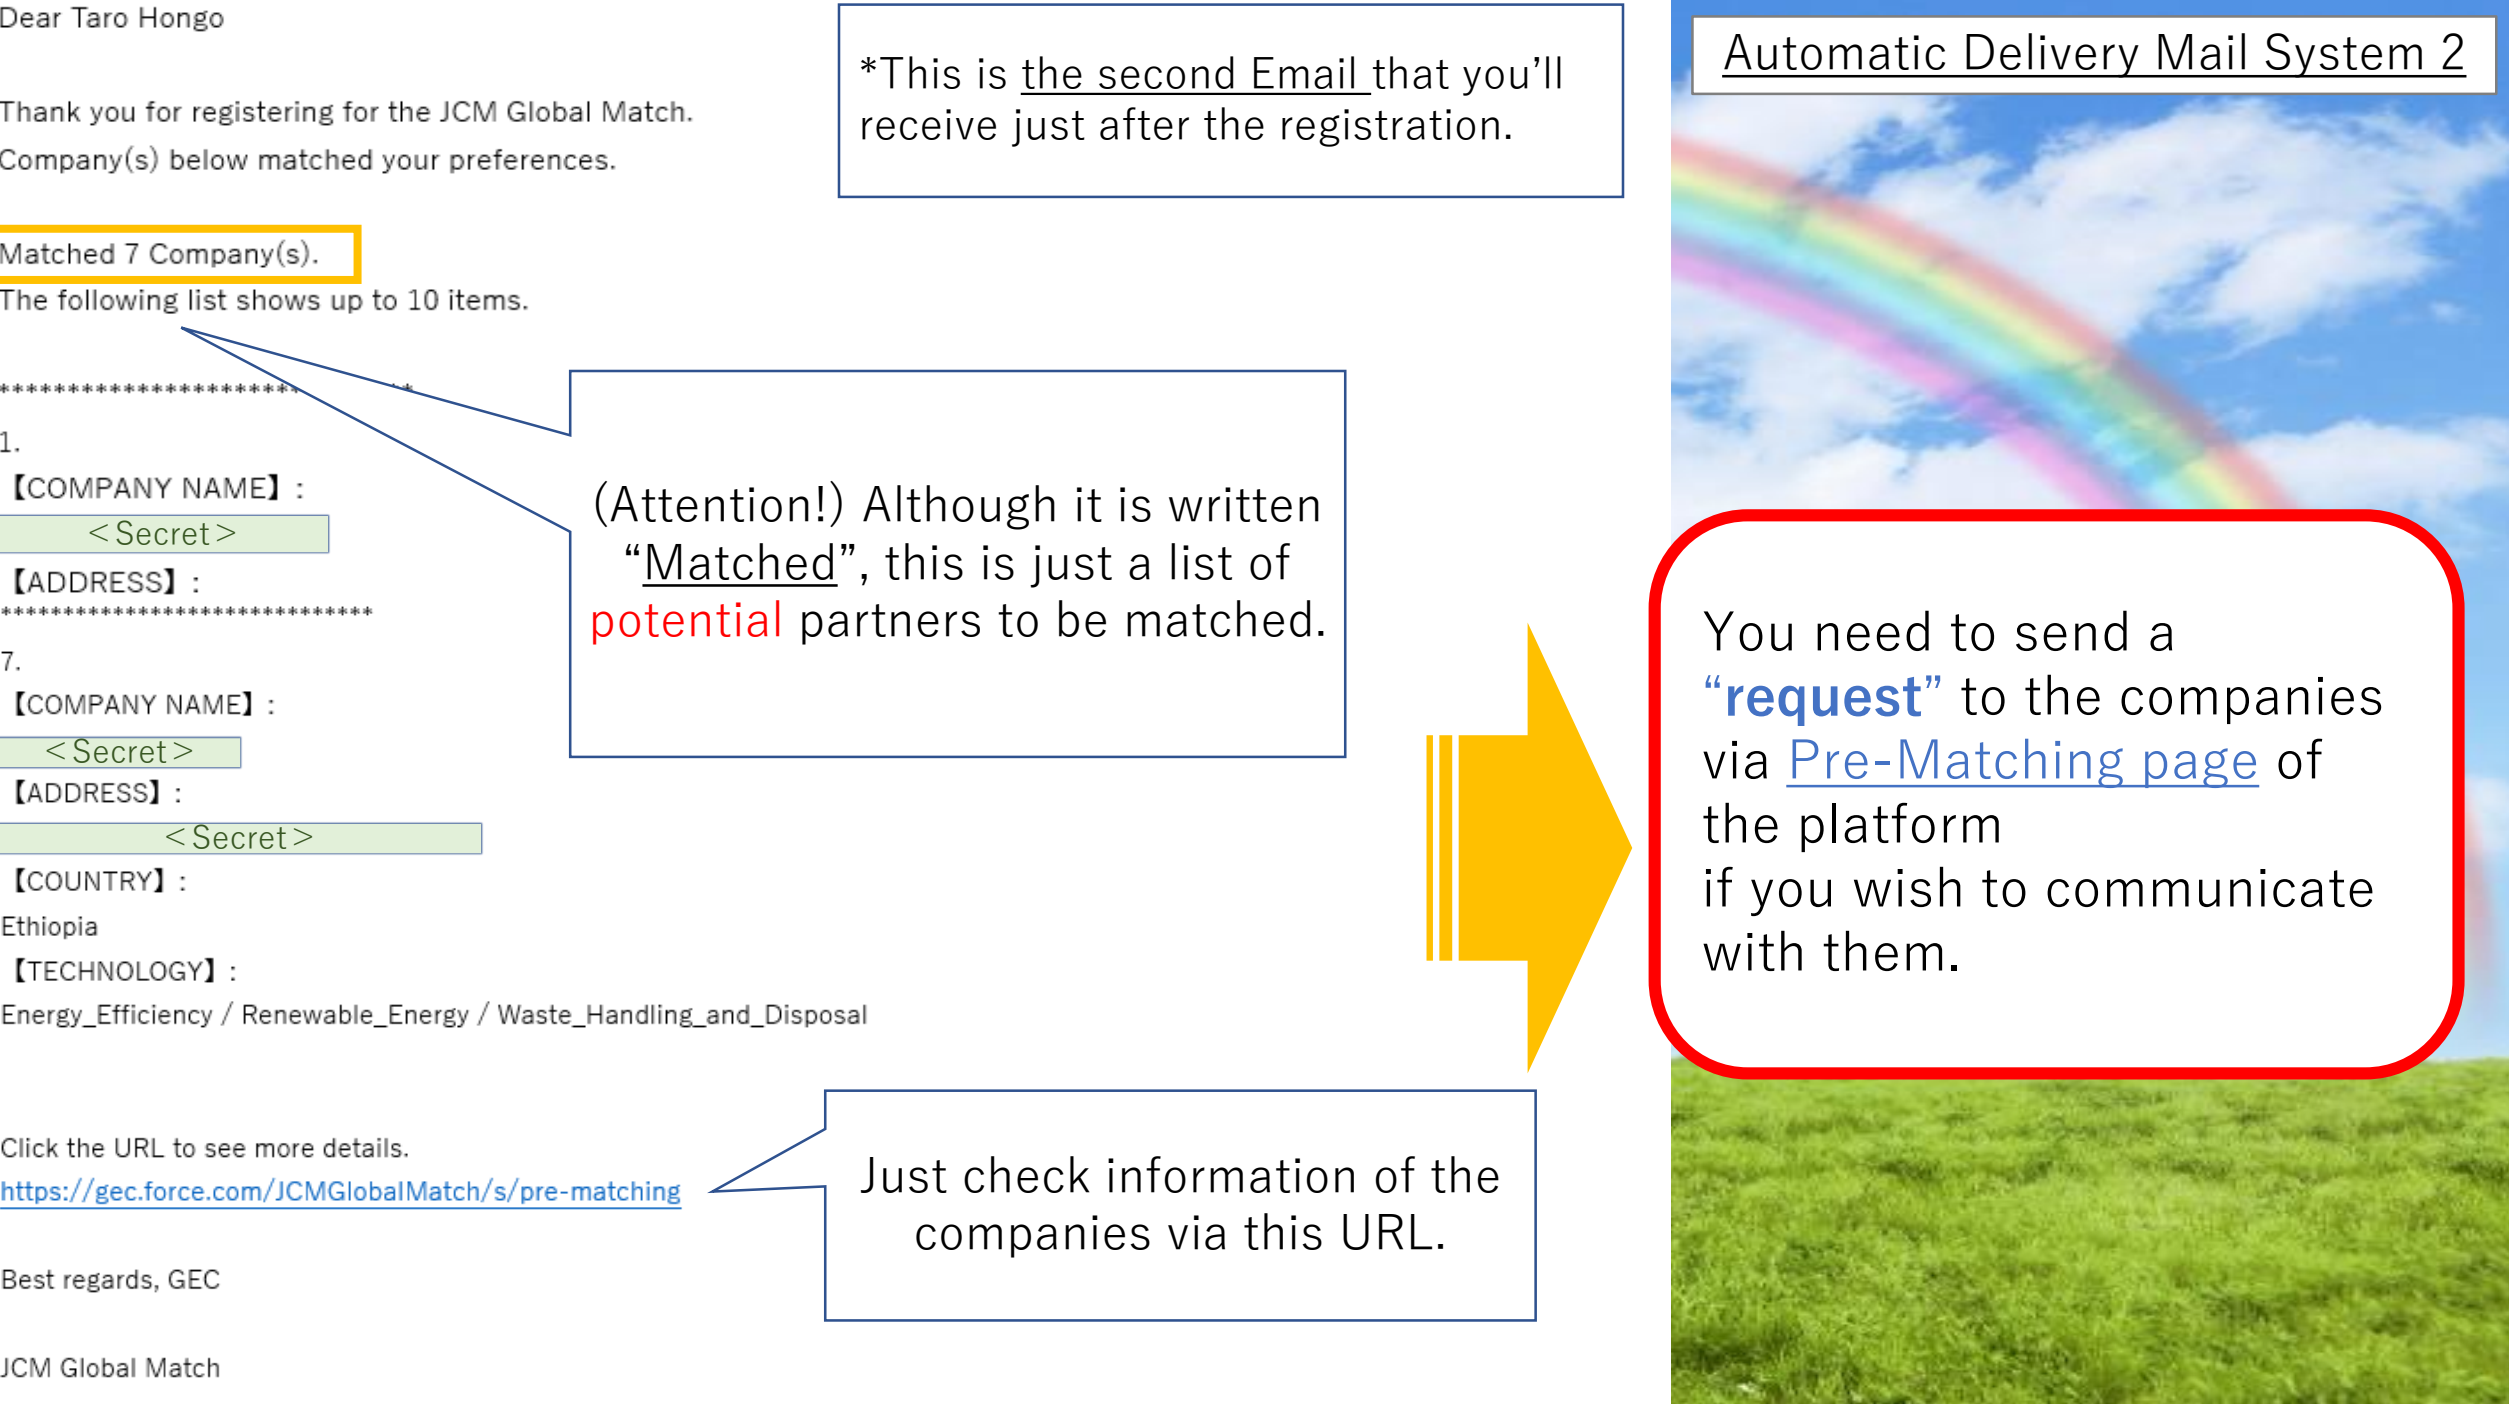 Dear Taro Hongo
Thank you for registering for the JCM Global Match.
Company(s) below matched your preferences.
Matched 7 Company(s).
The following list shows up to 10 items.
******************************
1.
【COMPANY NAME】:
＜Secret＞
【ADDRESS】:
******************************
7.
【COMPANY NAME】:
＜Secret＞
【ADDRESS】:
＜Secret＞
【COUNTRY】:
Ethiopia
【TECHNOLOGY】:
Energy_Efficiency / Renewable_Energy / Waste_Handling_and_Disposal
Click the URL to see more details.
https://gec.force.com/JCMGlobalMatch/s/pre-matching
Best regards, GEC
JCM Global Match
*This is the second Email that you’ll
receive just after the registration.
(Attention!) Although it is written
“Matched”, this is just a list of
potential partners to be matched.
Just check information of the
companies via this URL.
Automatic Delivery Mail System 2
You need to send a
“request” to the companies
via Pre-Matching page of
the platform
if you wish to communicate
with them.